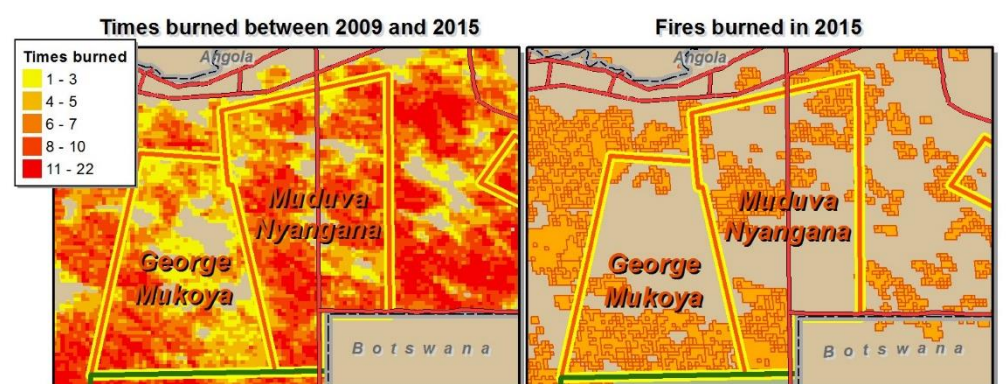 Times burned between 2009 and 2015
Times burned
1 - 3
4 - 5
6 - 7
8 - 10
11 - 22
Angola
Muduva
Nyangana
George
Mukoya
Botswana
Fires burned in 2015
Angola
Muduva
Nyangana
George
Mukoya
Botswana